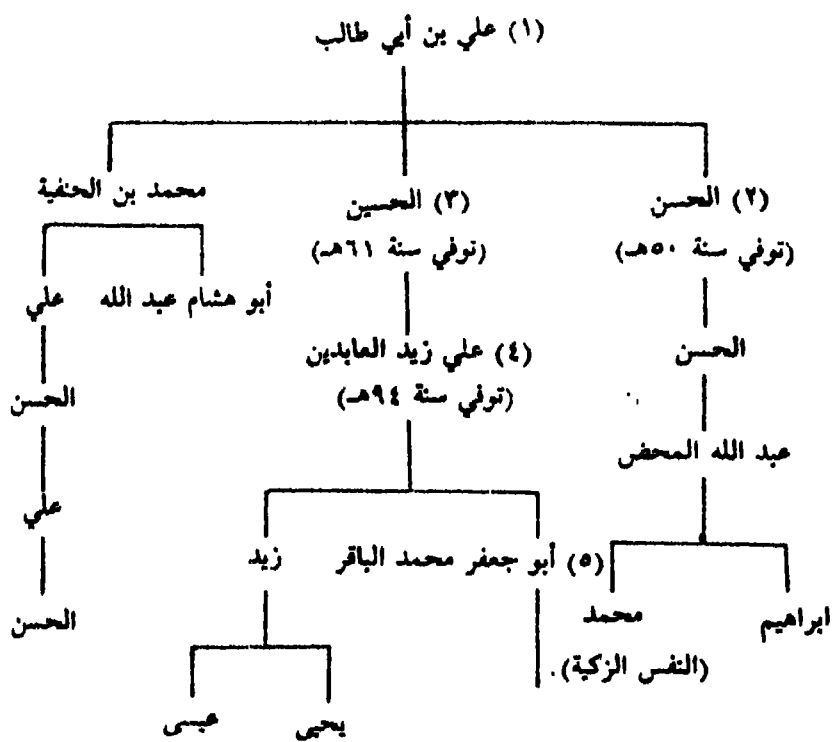 (١) علي بن أبي طالب
(٢) الحسن
(توفي سنة ٥٠هـ)
الحسن
عبد الله المحض
ابراهيم
محمد
(النفس الزكية).
(٣) الحسين
(توفي سنة ٦١هـ)
(٤) علي زيد العابدين
(توفي سنة ٩٤هـ)
(٥) أبو جعفر محمد الباقر
زيد
يحيى
عيسى
محمد بن الحنفية
أبو هشام عبد الله
علي
الحسن
علي
الحسن